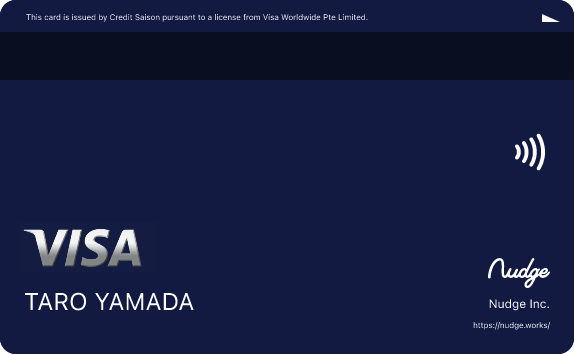 This card is issued by Credit Saison pursuant to a license from Visa Worldwide Pte Limited.
VISA
TARO YAMADA
Nudge
Nudge Inc.
https://nudge.works/